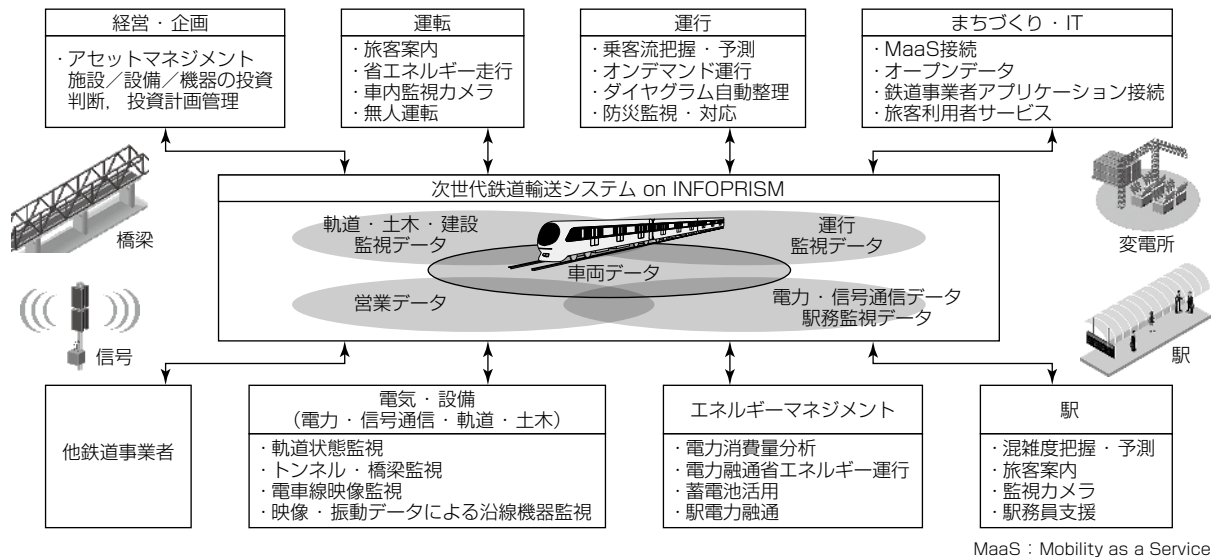 経営・企画
・アセットマネジメント
施設／設備／機器の投資
判断，投資計画管理
運転
・旅客案内
・省エネルギー走行
・車内監視カメラ
・無人運転
運行
・乗客流把握・予測
・オンデマンド運行
・ダイヤグラム自動整理
・防災監視・対応
まちづくり・IT
・MaaS接続
・オープンデータ
・鉄道事業者アプリケーション接続
・旅客利用者サービス
橋梁
信号
次世代鉄道輸送システム on INFOPRISM
軌道・土木・建設
監視データ
運行
監視データ
車両データ
営業データ
電力・信号通信データ
駅務監視データ
変電所
駅
他鉄道事業者
電気・設備
（電力・信号通信・軌道・土木）
・軌道状態監視
・トンネル・橋梁監視
・電車線映像監視
・映像・振動データによる沿線機器監視
エネルギーマネジメント
・電力消費量分析
・電力融通省エネルギー運行
・蓄電池活用
・駅電力融通
駅
・混雑度把握・予測
・旅客案内
・監視カメラ
・駅務員支援
MaaS：Mobility as a Service